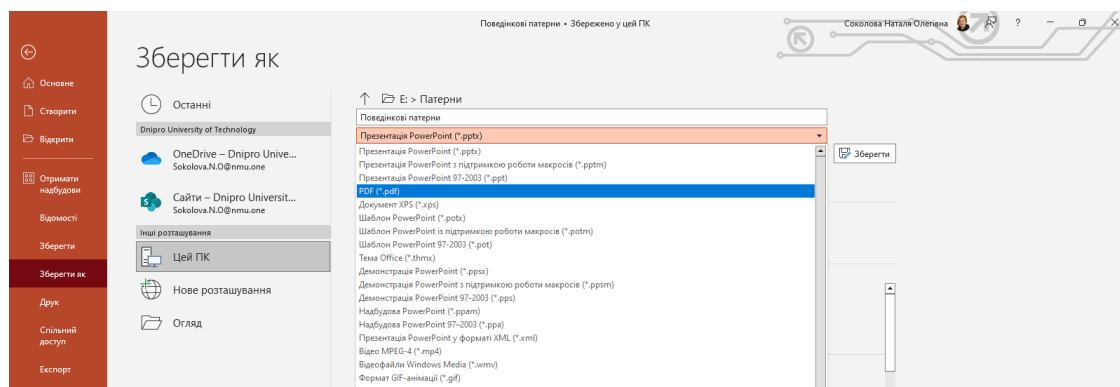 Поведінкові патерни • Збережено у цей ПК
Соколова Наталя Олегівна
?
Основне
Створити
Відкрити
Отримати
надбудови
Відомості
Зберегти
Зберегти як
Друк
Спільний
доступ
Експорт
Зберегти як
Останні
Dnipro University of Technology
OneDrive – Dnipro Unive...
Sokolova.N.O@nmu.one
Сайти – Dnipro Universit...
Sokolova.N.O@nmu.one
Інші розташування
Цей ПК
Нове розташування
Огляд
E: > Патерни
Поведінкові патерни
Презентація PowerPoint (*.pptx)
Презентація PowerPoint (*.pptx)
Презентація PowerPoint з підтримкою роботи макросів (*.pptm)
Презентація PowerPoint 97-2003 (*.ppt)
PDF (*.pdf)
Документ XPS (*.xps)
Шаблон PowerPoint (*.potx)
Шаблон PowerPoint із підтримкою роботи макросів (*.potm)
Шаблон PowerPoint 97-2003 (*.pot)
Тема Office (*.thmx)
Демонстрація PowerPoint (*.ppsx)
Демонстрація PowerPoint з підтримкою роботи макросів (*.ppsm)
Демонстрація PowerPoint 97-2003 (*.pps)
Надбудова PowerPoint (*.ppam)
Надбудова PowerPoint 97–2003 (*.ppa)
Презентація PowerPoint у форматі XML (*.xml)
Відео MPEG-4 (*.mp4)
Відеофайли Windows Media (*.wmv)
Формат GIF-анімації (*.gif)
Зберегти